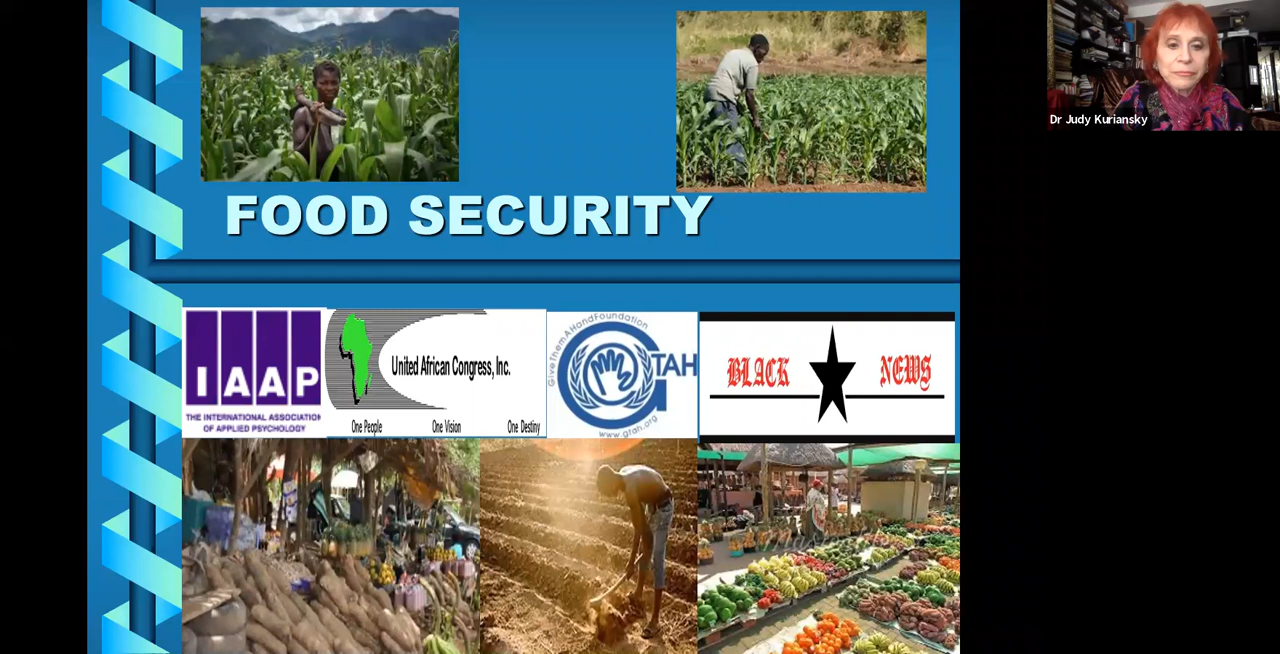 Dr Judy Kuriansky
FOOD SECURITY
IAAP
THE INTERNATIONAL ASSOCIATION
OF APPLIED PSYCHOLOGY
United African Congress, Inc.
One People One Vision One Destiny
GiveThemAHandFoundation
GTAH
www.gtah.org
BLACK NEWS